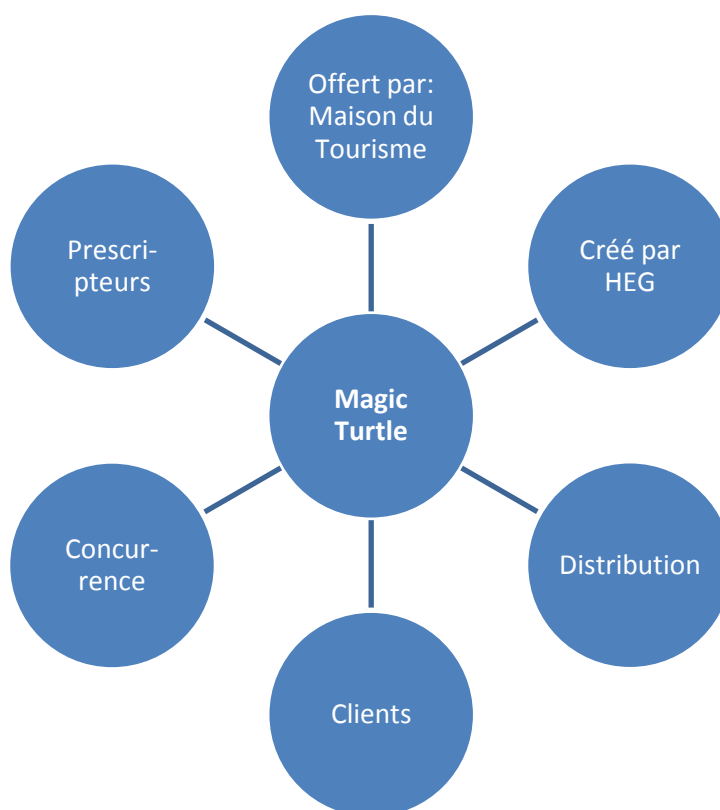 Offert par:
Maison du
Tourisme
Prescri-
pteurs
Créé par
HEG
Magic
Turtle
Concur-
rence
Distribution
Clients